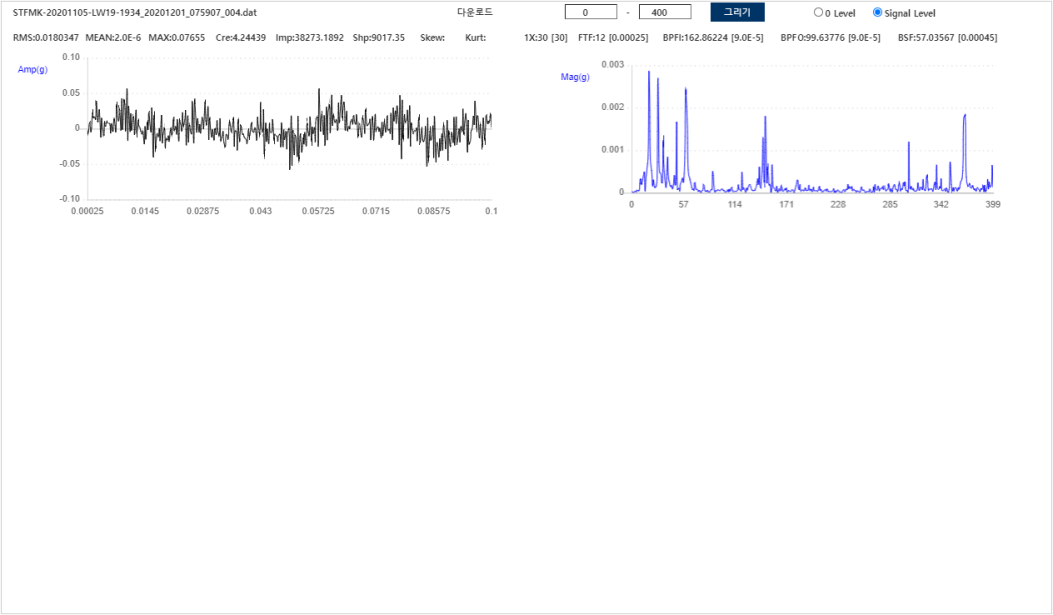 STFMK-20201105-LW19-1934_20201201_075907_004.dat 다운로드 0 - 400 그리기 0 Level Signal Level
RMS:0.0180347 MEAN:2.0E-6 MAX:0.07655 Cre:4.24439 Imp:38273.1892 Shp:9017.35 Skew: Kurt: 1X:30 [30] FTF:12 [0.00025] BPFI:162.86224 [9.0E-5] BPFO:99.63776 [9.0E-5] BSF:57.03567 [0.00045]
Amp(g)
0.10
0.05
0
-0.05
-0.10
0.00025 0.0145 0.02875 0.043 0.05725 0.0715 0.08575 0.1
Mag(g)
0.003
0.002
0.001
0
0 57 114 171 228 285 342 399